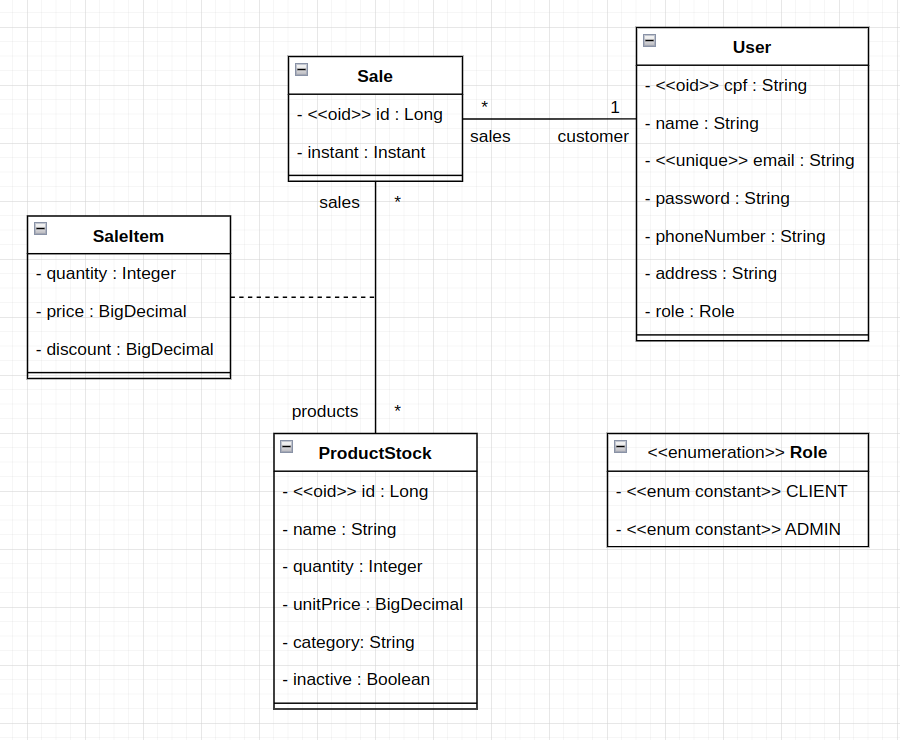 Sale
- <<oid>> id : Long
- instant : Instant
* 1
sales customer
User
- <<oid>> cpf : String
- name : String
- <<unique>> email : String
- password : String
- phoneNumber : String
- address : String
- role : Role
sales *
SaleItem
- quantity : Integer
- price : BigDecimal
- discount : BigDecimal
products *
ProductStock
- <<oid>> id : Long
- name : String
- quantity : Integer
- unitPrice : BigDecimal
- category: String
- inactive : Boolean
<<enumeration>> Role
- <<enum constant>> CLIENT
- <<enum constant>> ADMIN